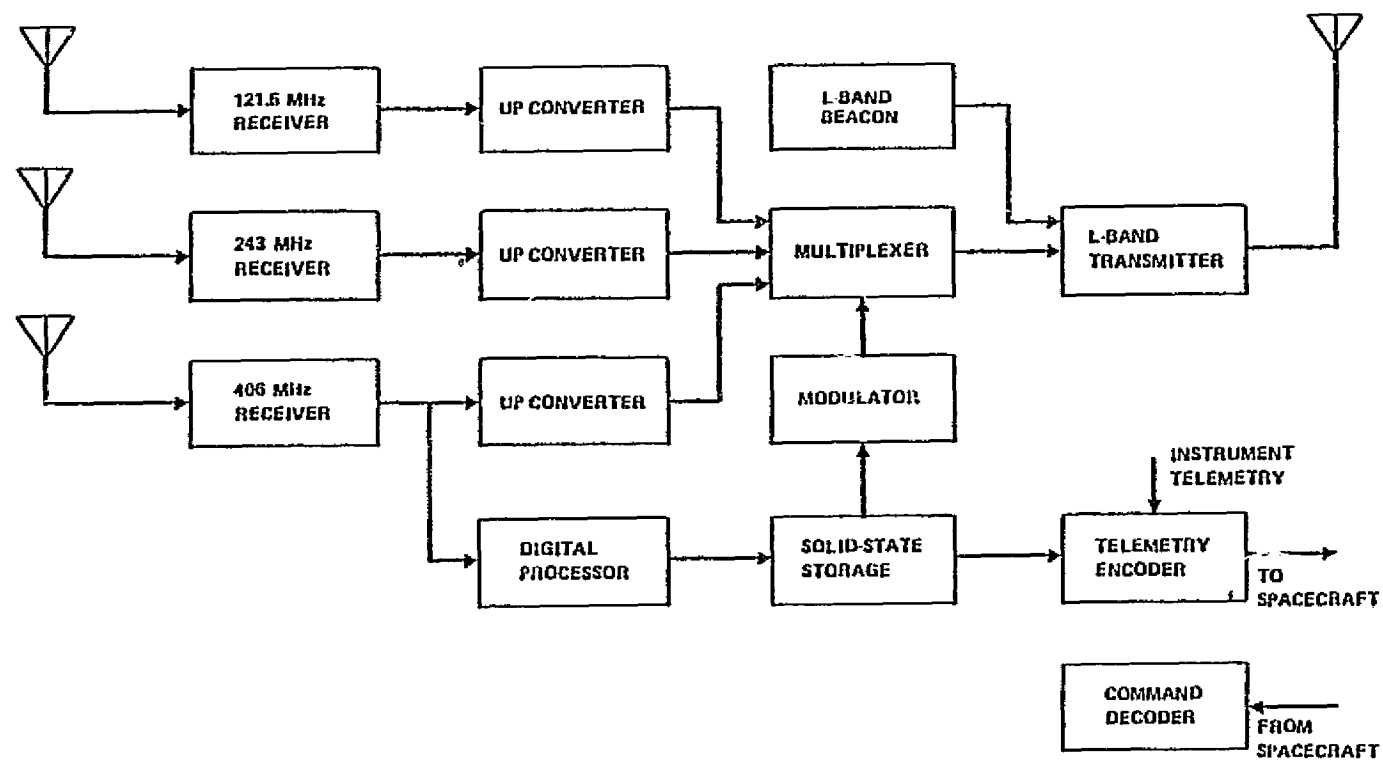 121.5 MHz
RECEIVER
UP CONVERTER
L-BAND
BEACON
243 MHz
RECEIVER
UP CONVERTER
MULTIPLEXER
L-BAND
TRANSMITTER
406 MHz
RECEIVER
UP CONVERTER
MODULATOR
INSTRUMENT
TELEMETRY
DIGITAL
PROCESSOR
SOLID-STATE
STORAGE
TELEMETRY
ENCODER
TO
SPACECRAFT
COMMAND
DECODER
FROM
SPACECRAFT